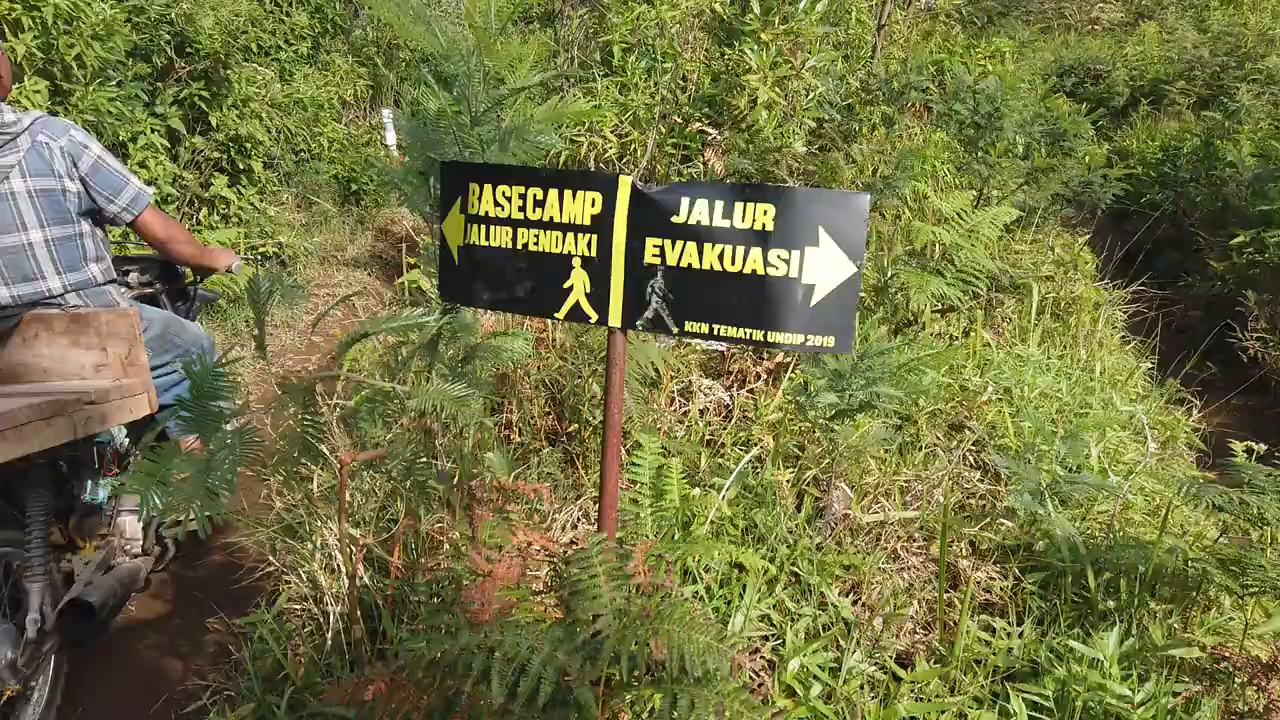 BASECAMP
JALUR PENDAKI
JALUR
EVAKUASI
KKN TEMATIK UNDIP 2019